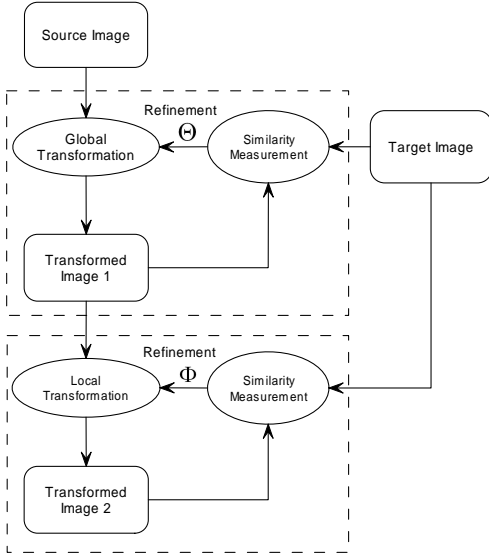 Source Image
Refinement
Θ
Global
Transformation
Similarity
Measurement
Target Image
Transformed
Image 1
Refinement
Φ
Local
Transformation
Similarity
Measurement
Transformed
Image 2